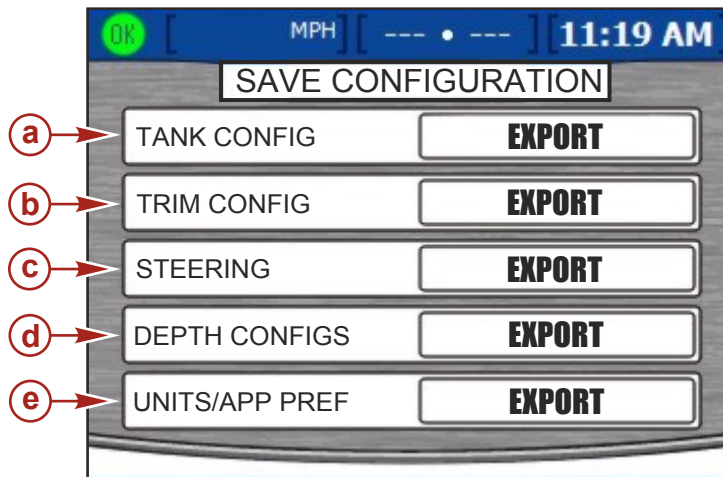 OK [ MPH ] [ --- • --- ] [ 11:19 AM ]
SAVE CONFIGURATION
a TANK CONFIG EXPORT
b TRIM CONFIG EXPORT
c STEERING EXPORT
d DEPTH CONFIGS EXPORT
e UNITS/APP PREF EXPORT